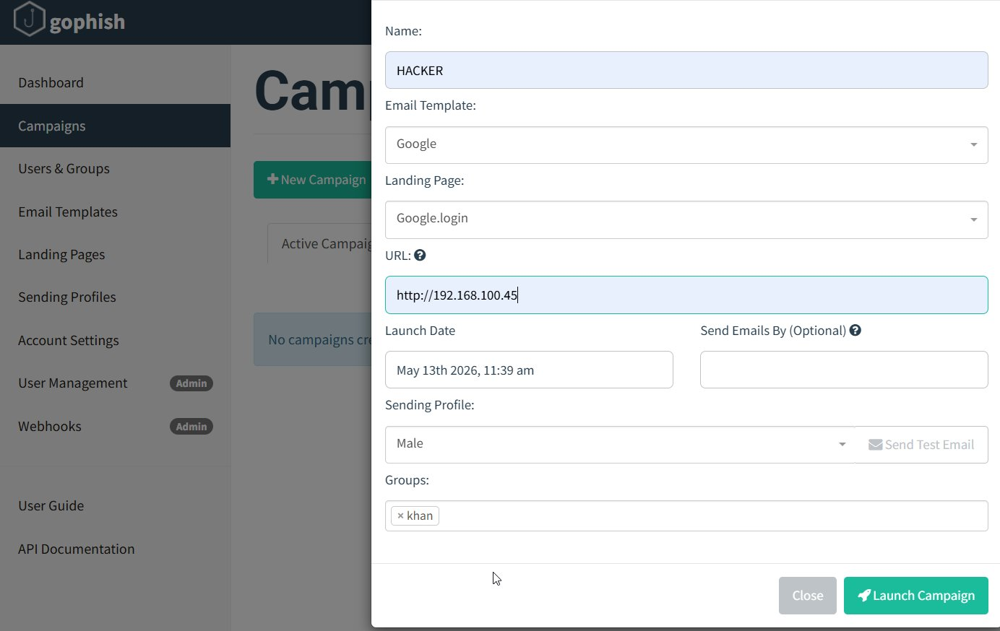 gophish
Dashboard
Campaigns
Users & Groups
Email Templates
Landing Pages
Sending Profiles
Account Settings
User Management Admin
Webhooks Admin
User Guide
API Documentation
Cam
New Campaign
Active Campaig
No campaigns cre
Name:
HACKER
Email Template:
Google
Landing Page:
Google.login
URL:
http://192.168.100.45
Launch Date
May 13th 2026, 11:39 am
Send Emails By (Optional)
Sending Profile:
Male
Send Test Email
Groups:
× khan
Close
Launch Campaign